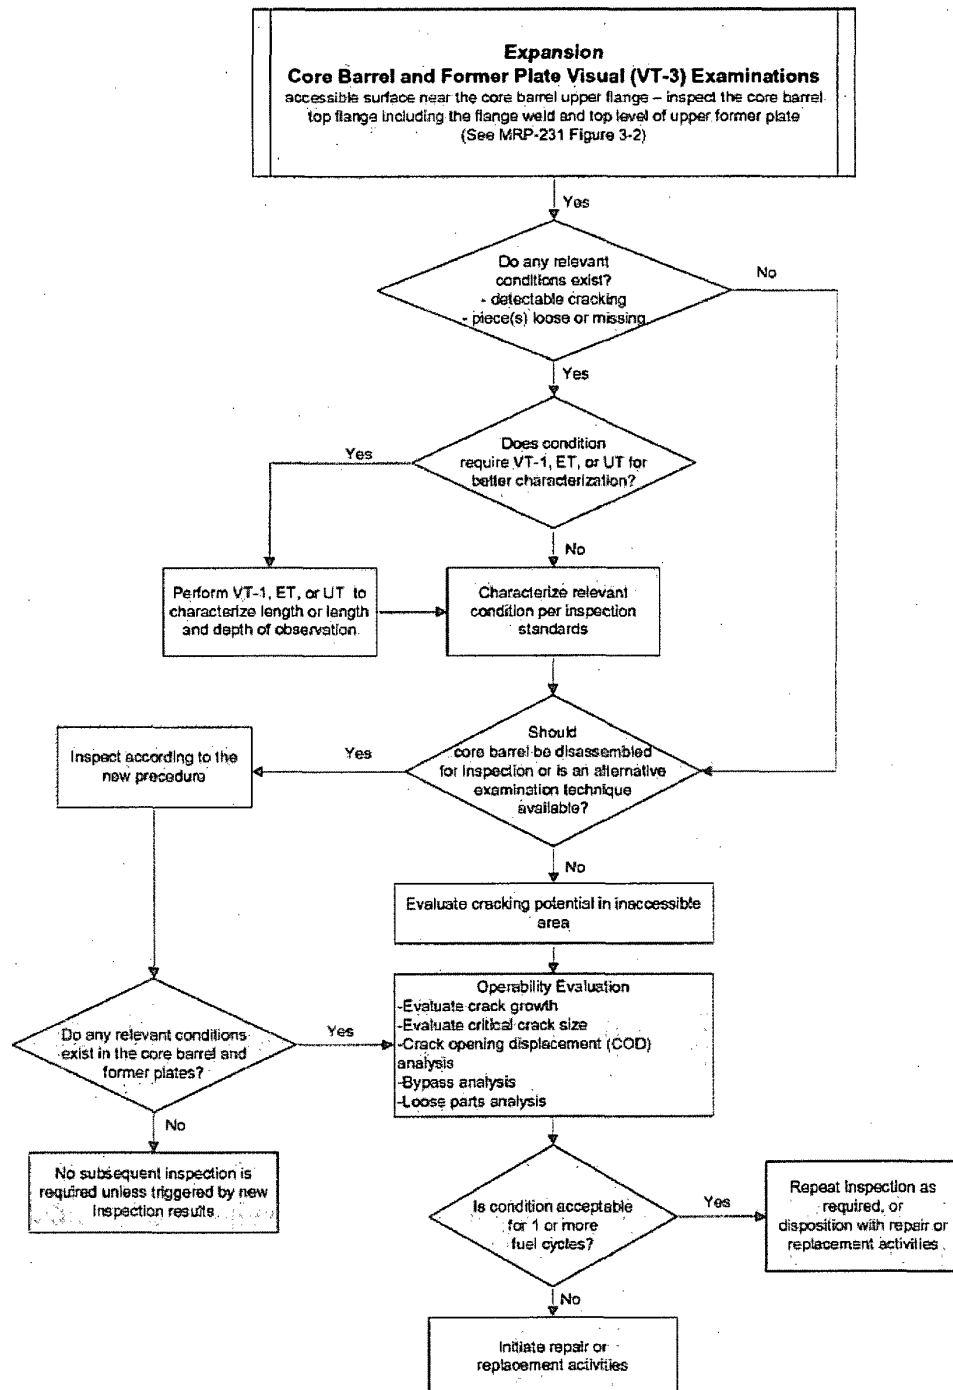 Expansion
Core Barrel and Former Plate Visual (VT-3) Examinations
accessible surface near the core barrel upper flange – inspect the core barrel
top flange including the flange weld and top level of upper former plate
(See MRP-231 Figure 3-2)
Yes
Do any relevant
conditions exist?
- detectable cracking
- piece(s) loose or missing
No
Yes
Does condition
require VT-1, ET, or UT for
better characterization?
Yes
No
Perform VT-1, ET, or UT to
characterize length or length
and depth of observation
Characterize relevant
condition per inspection
standards
Should
core barrel be disassembled
for inspection or is an alternative
examination technique
available?
Yes
Inspect according to the
new procedure
No
Evaluate cracking potential in inaccessible
area
Operability Evaluation
-Evaluate crack growth
-Evaluate critical crack size
-Crack opening displacement (COD)
analysis
-Bypass analysis
-Loose parts analysis
Do any relevant conditions
exist in the core barrel and
former plates?
Yes
No
No subsequent inspection is
required unless triggered by new
inspection results
Is condition acceptable
for 1 or more
fuel cycles?
Yes
Repeat inspection as
required, or
disposition with repair or
replacement activities
No
Initiate repair or
replacement activities